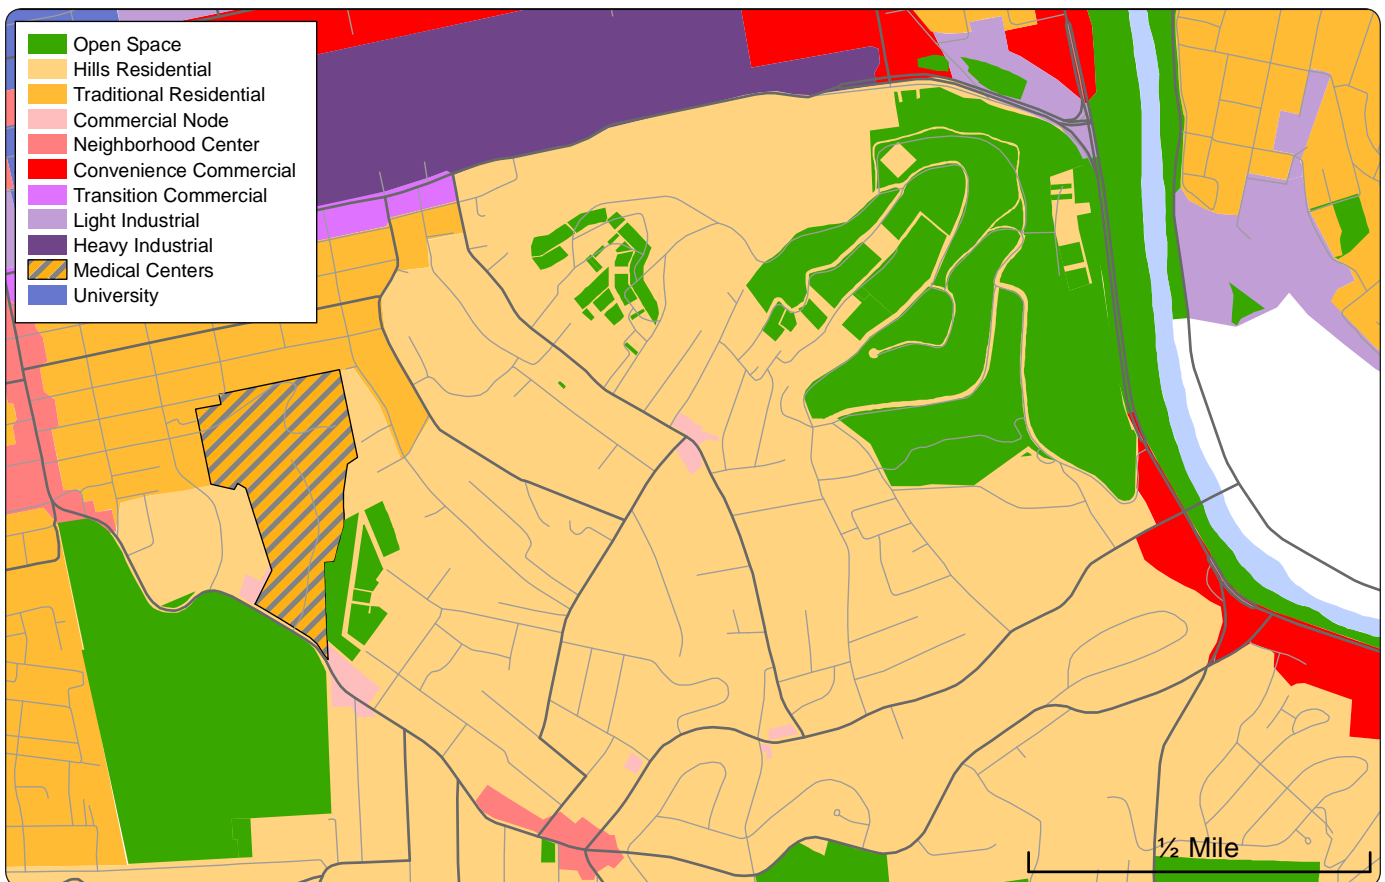 Open Space
Hills Residential
Traditional Residential
Commercial Node
Neighborhood Center
Convenience Commercial
Transition Commercial
Light Industrial
Heavy Industrial
Medical Centers
University
½ Mile